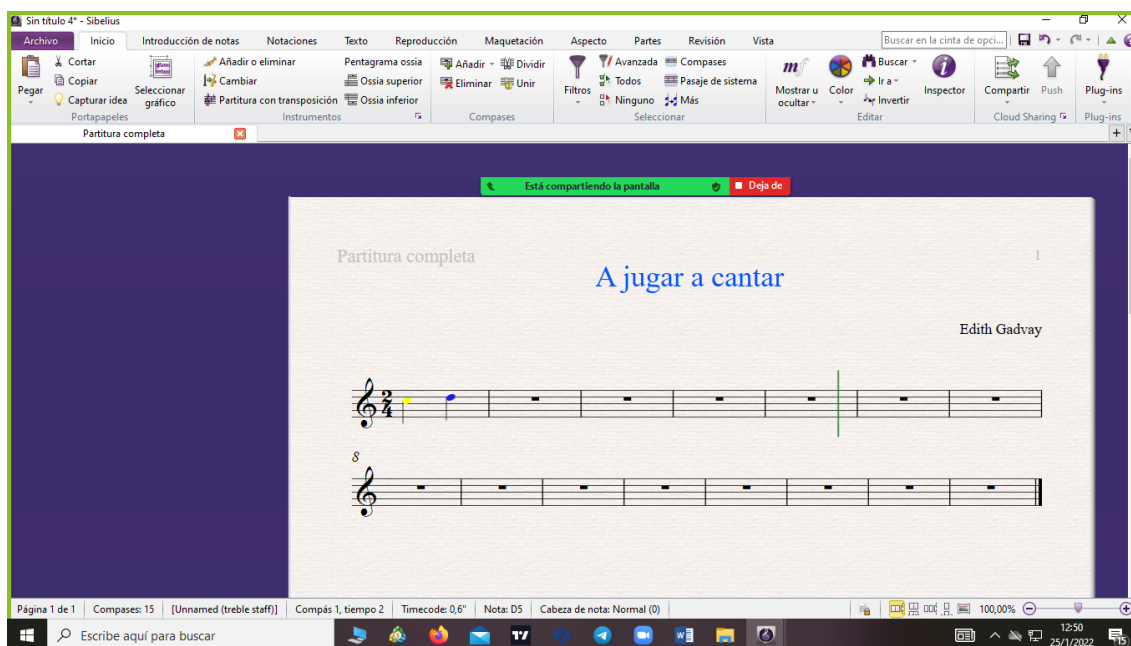 Sin título 4* - Sibelius
Archivo Inicio Introducción de notas Notaciones Texto Reproducción Maquetación Aspecto Partes Revisión Vista Buscar en la cinta de opci...
Cortar Añadir o eliminar Pentagrama ossia Añadir Dividir Avanzada Compases Buscar
Copiar Cambiar Ossia superior Eliminar Unir Todos Pasaje de sistema Ir a
Pegar Capturar idea Seleccionar gráfico Partitura con transposición Ossia inferior Filtros Ninguno Más Mostrar u ocultar Color Invertir Inspector Compartir Push Plug-ins
Portapapeles Instrumentos Compases Seleccionar Editar Cloud Sharing Plug-ins
Partitura completa
Está compartiendo la pantalla Deja de
Partitura completa 1
A jugar a cantar
Edith Gadvay
2
4
8
Página 1 de 1 Compases: 15 [Unnamed (treble staff)] Compás 1, tiempo 2 Timecode: 0,6" Nota: D5 Cabeza de nota: Normal (0) 100,00%
Escribe aquí para buscar
12:50
25/1/2022
15